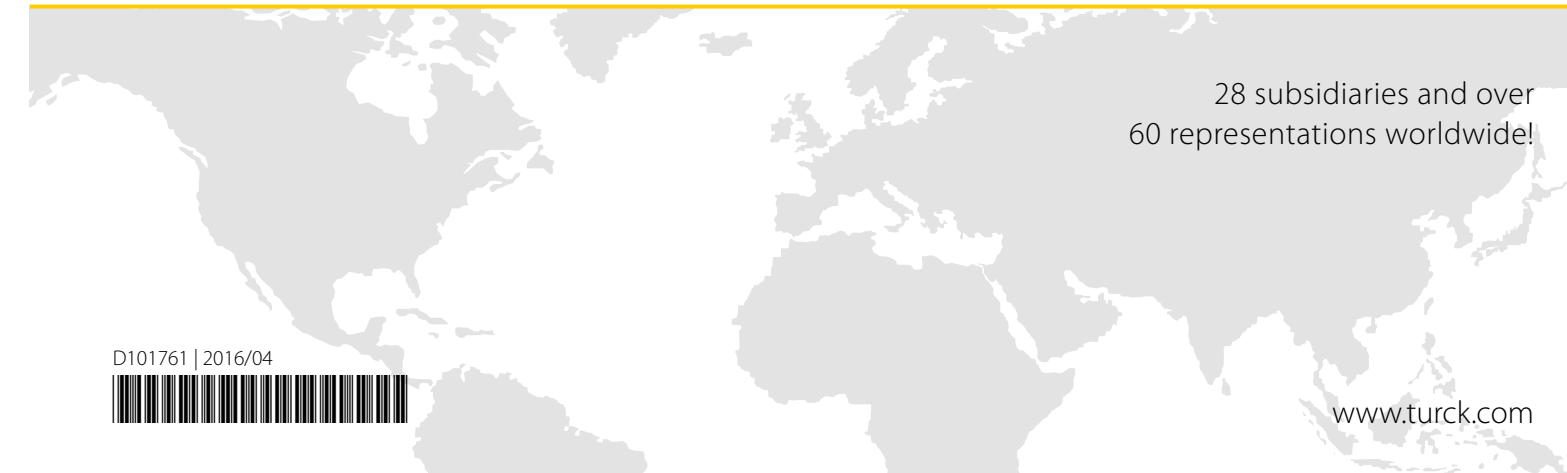 28 subsidiaries and over
60 representations worldwide!
D101761 | 2016/04
www.turck.com